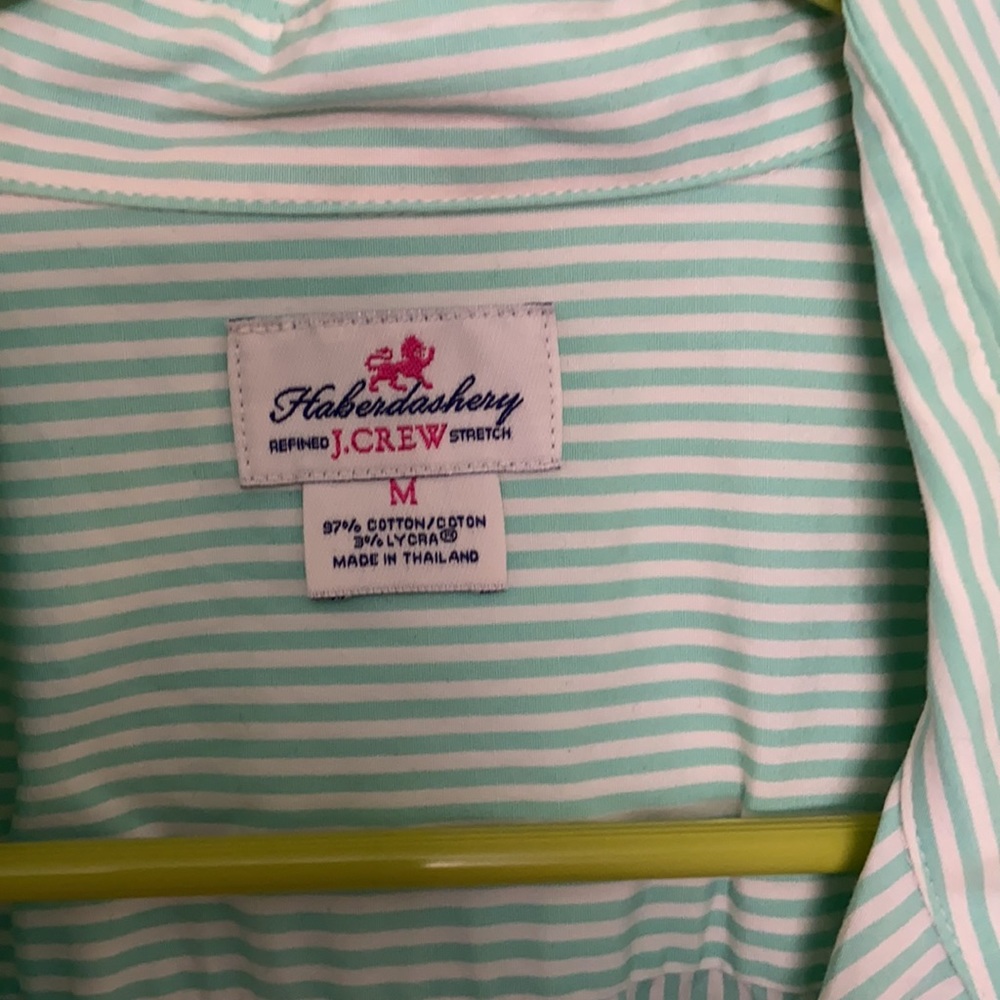 Haberdashery
REFINED J.CREW STRETCH
M
97% COTTON/COTON
3% LYCRA®
MADE IN THAILAND